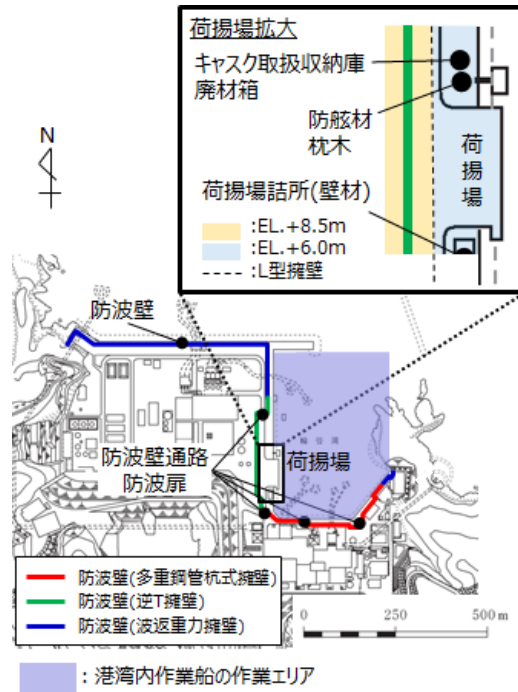 荷揚場拡大
キャスク取扱収納庫
廃材箱
防舷材
枕木
荷揚場
荷揚場詰所(壁材)
:EL.+8.5m
:EL.+6.0m
:L型擁壁
N
防波壁
輪谷湾
荷揚場
防波壁通路
防波扉
防波壁(多重鋼管杭式擁壁)
防波壁(逆T擁壁)
防波壁(波返重力擁壁)
0 250 500 m
:港湾内作業船の作業エリア